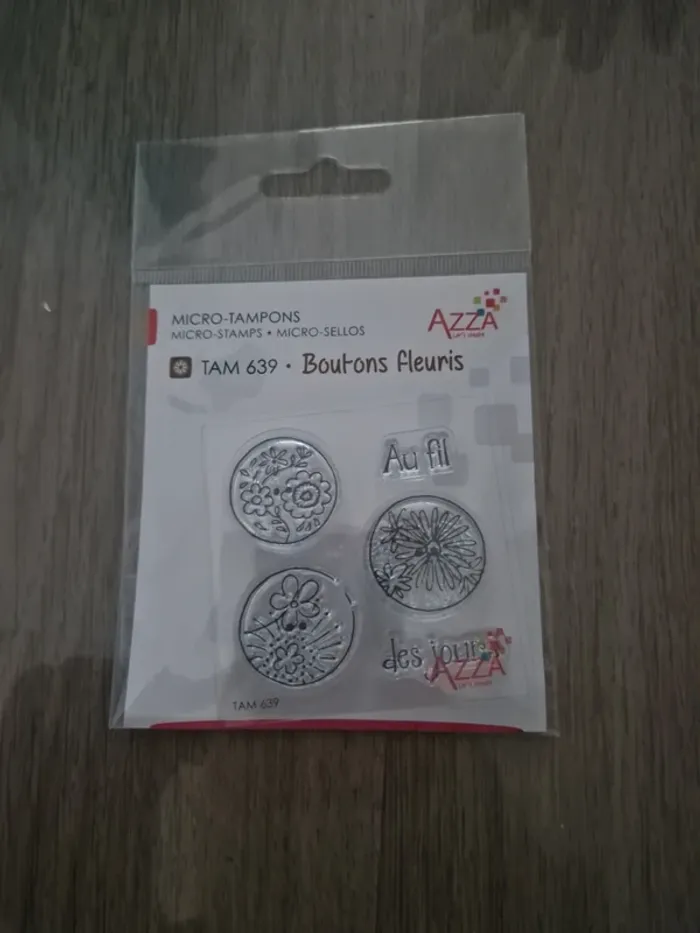 MICRO-TAMPONS
MICRO-STAMPS • MICRO-SELLOS
AZZA
TAM 639 • Boutons fleuris
Au fil
des jours
AZZA
TAM 639